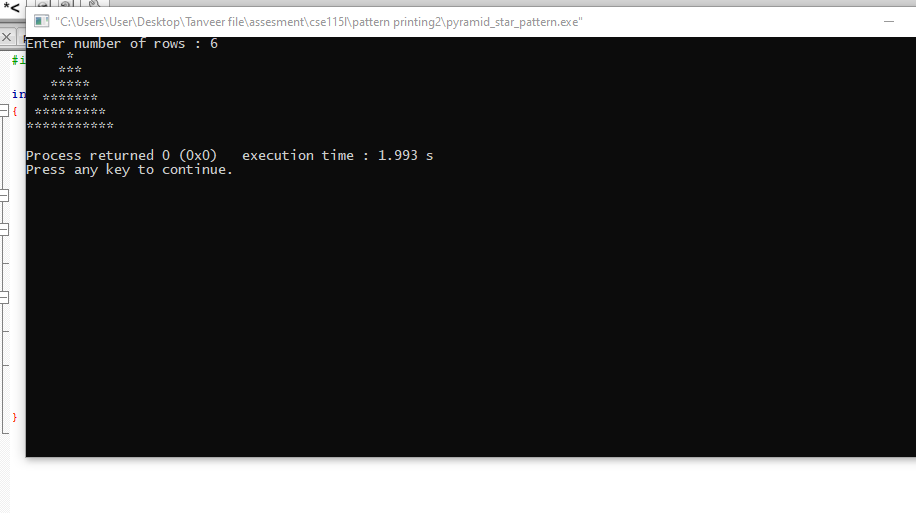 *<
"C:\Users\User\Desktop\Tanveer file\assesment\cse115l\pattern printing2\pyramid_star_pattern.exe"
#i
in
{
}
Enter number of rows : 6
     *
    ***
   *****
  *******
 *********
***********
Process returned 0 (0x0)   execution time : 1.993 s
Press any key to continue.